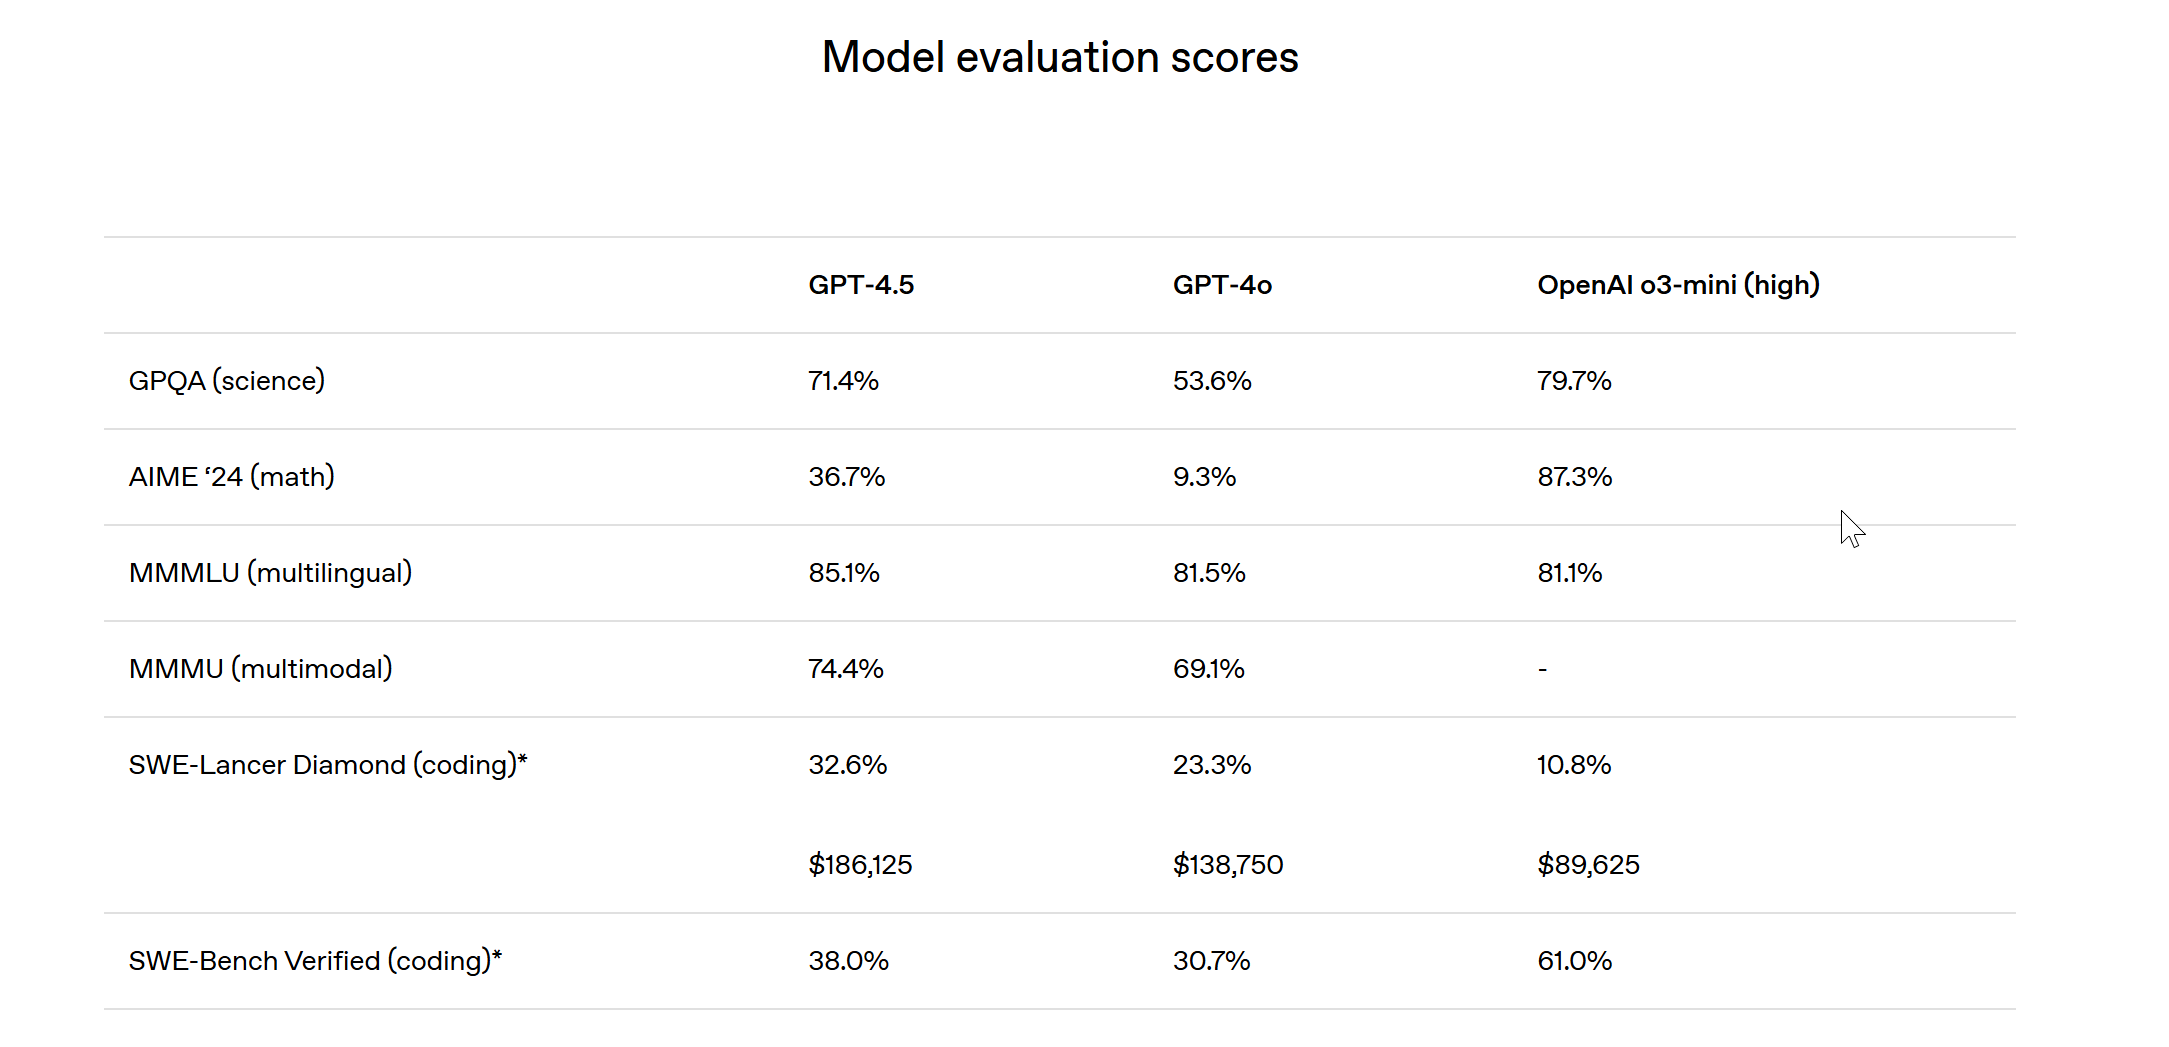 Model evaluation scores
GPT-4.5 GPT-4o OpenAI o3-mini (high)
GPQA (science) 71.4% 53.6% 79.7%
AIME ‘24 (math) 36.7% 9.3% 87.3%
MMMLU (multilingual) 85.1% 81.5% 81.1%
MMMU (multimodal) 74.4% 69.1% -
SWE-Lancer Diamond (coding)* 32.6% 23.3% 10.8%
$186,125 $138,750 $89,625
SWE-Bench Verified (coding)* 38.0% 30.7% 61.0%